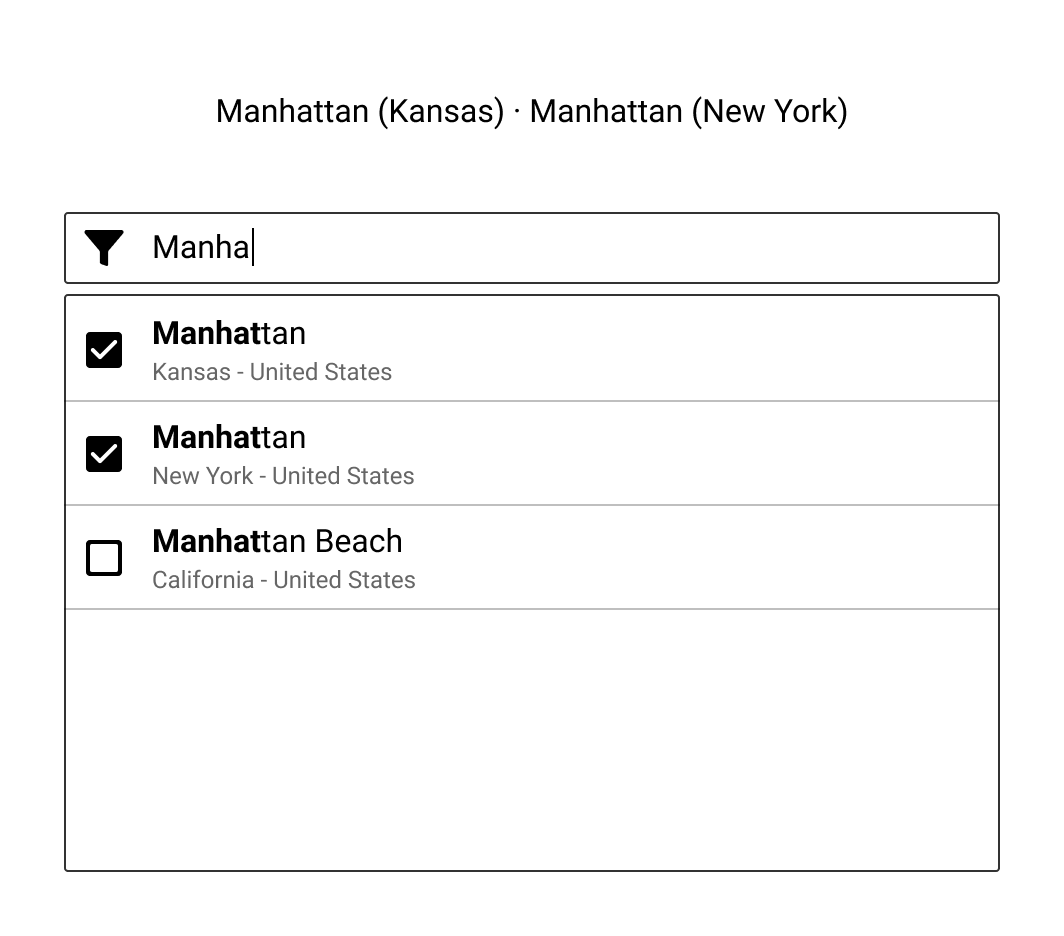 Manhattan (Kansas) · Manhattan (New York)
Manha
Manhattan
Kansas - United States
Manhattan
New York - United States
Manhattan Beach
California - United States